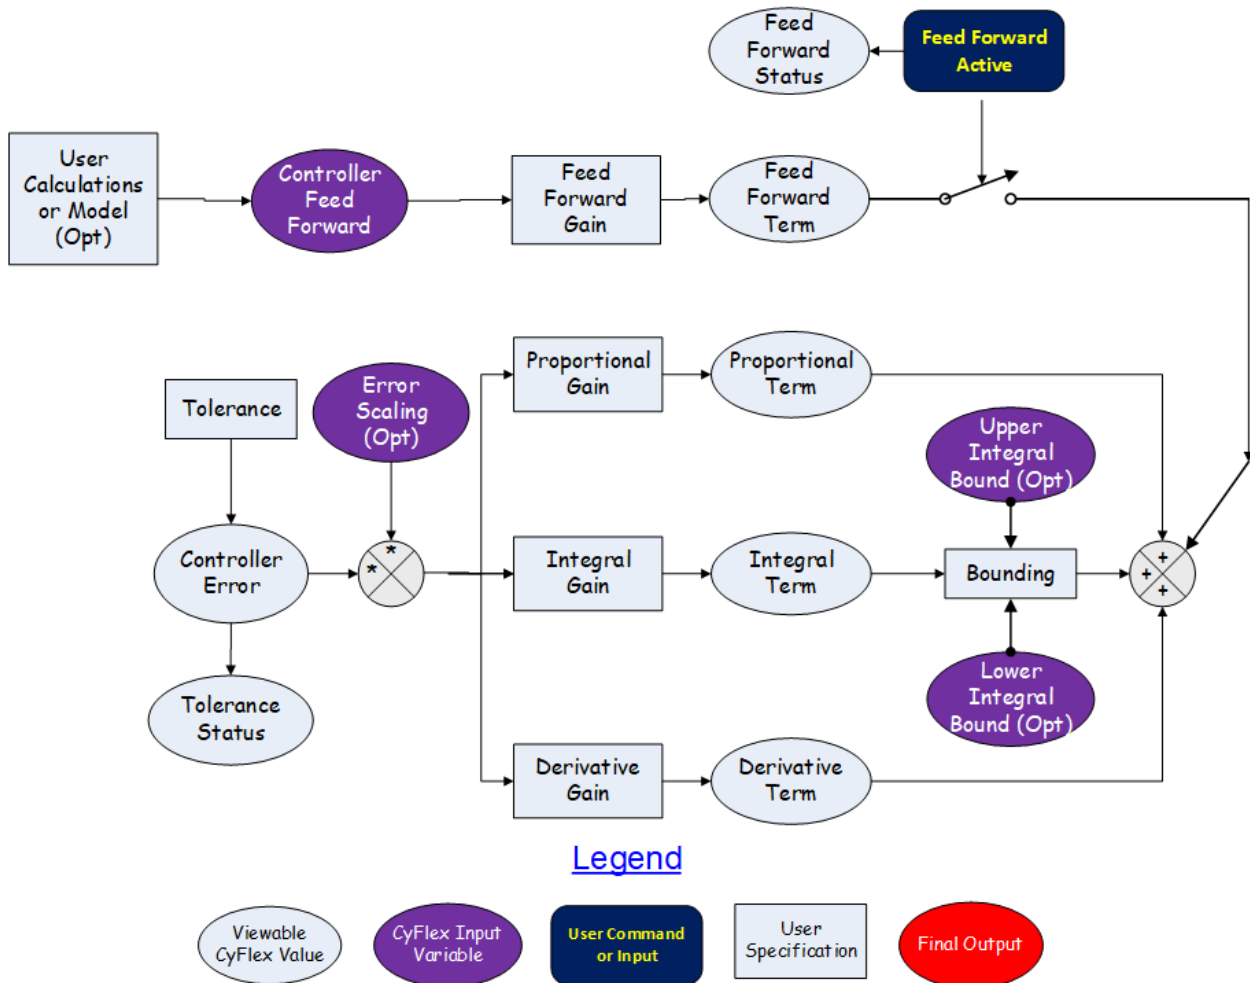 Feed
Forward
Status
Feed Forward
Active
User
Calculations
or Model
(Opt)
Controller
Feed
Forward
Feed
Forward
Gain
Feed
Forward
Term
Tolerance
Error
Scaling
(Opt)
Proportional
Gain
Proportional
Term
Upper
Integral
Bound (Opt)
Controller
Error
*
*
Integral
Gain
Integral
Term
Bounding
+
+
+
Tolerance
Status
Lower
Integral
Bound (Opt)
Derivative
Gain
Derivative
Term
Legend
Viewable
CyFlex Value
CyFlex Input
Variable
User Command
or Input
User
Specification
Final Output